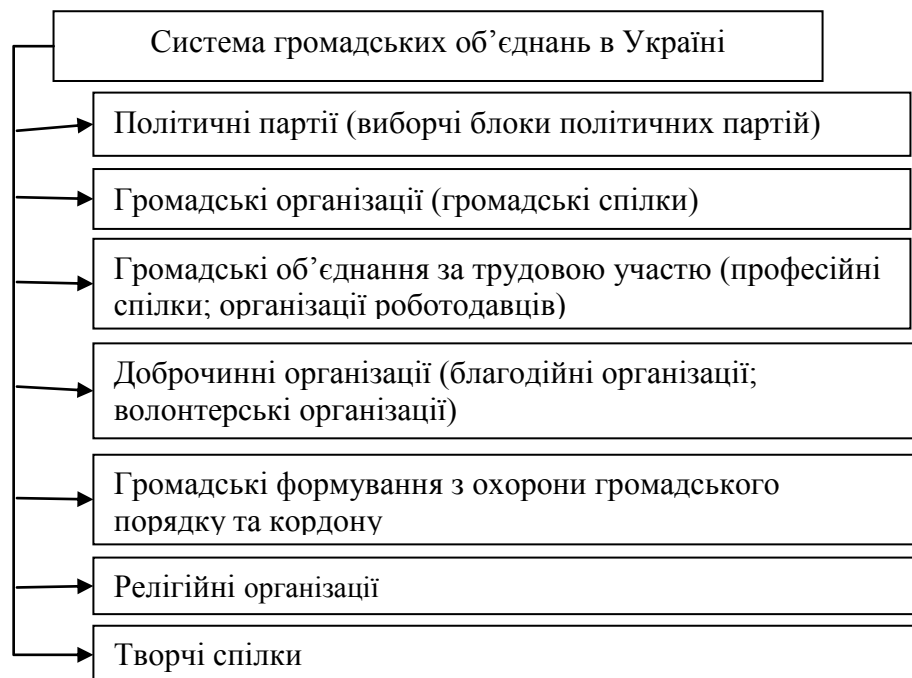 Система громадських об’єднань в Україні
Політичні партії (виборчі блоки політичних партій)
Громадські організації (громадські спілки)
Громадські об’єднання за трудовою участю (професійні
спілки; організації роботодавців)
Доброчинні організації (благодійні організації;
волонтерські організації)
Громадські формування з охорони громадського
порядку та кордону
Релігійні організації
Творчі спілки